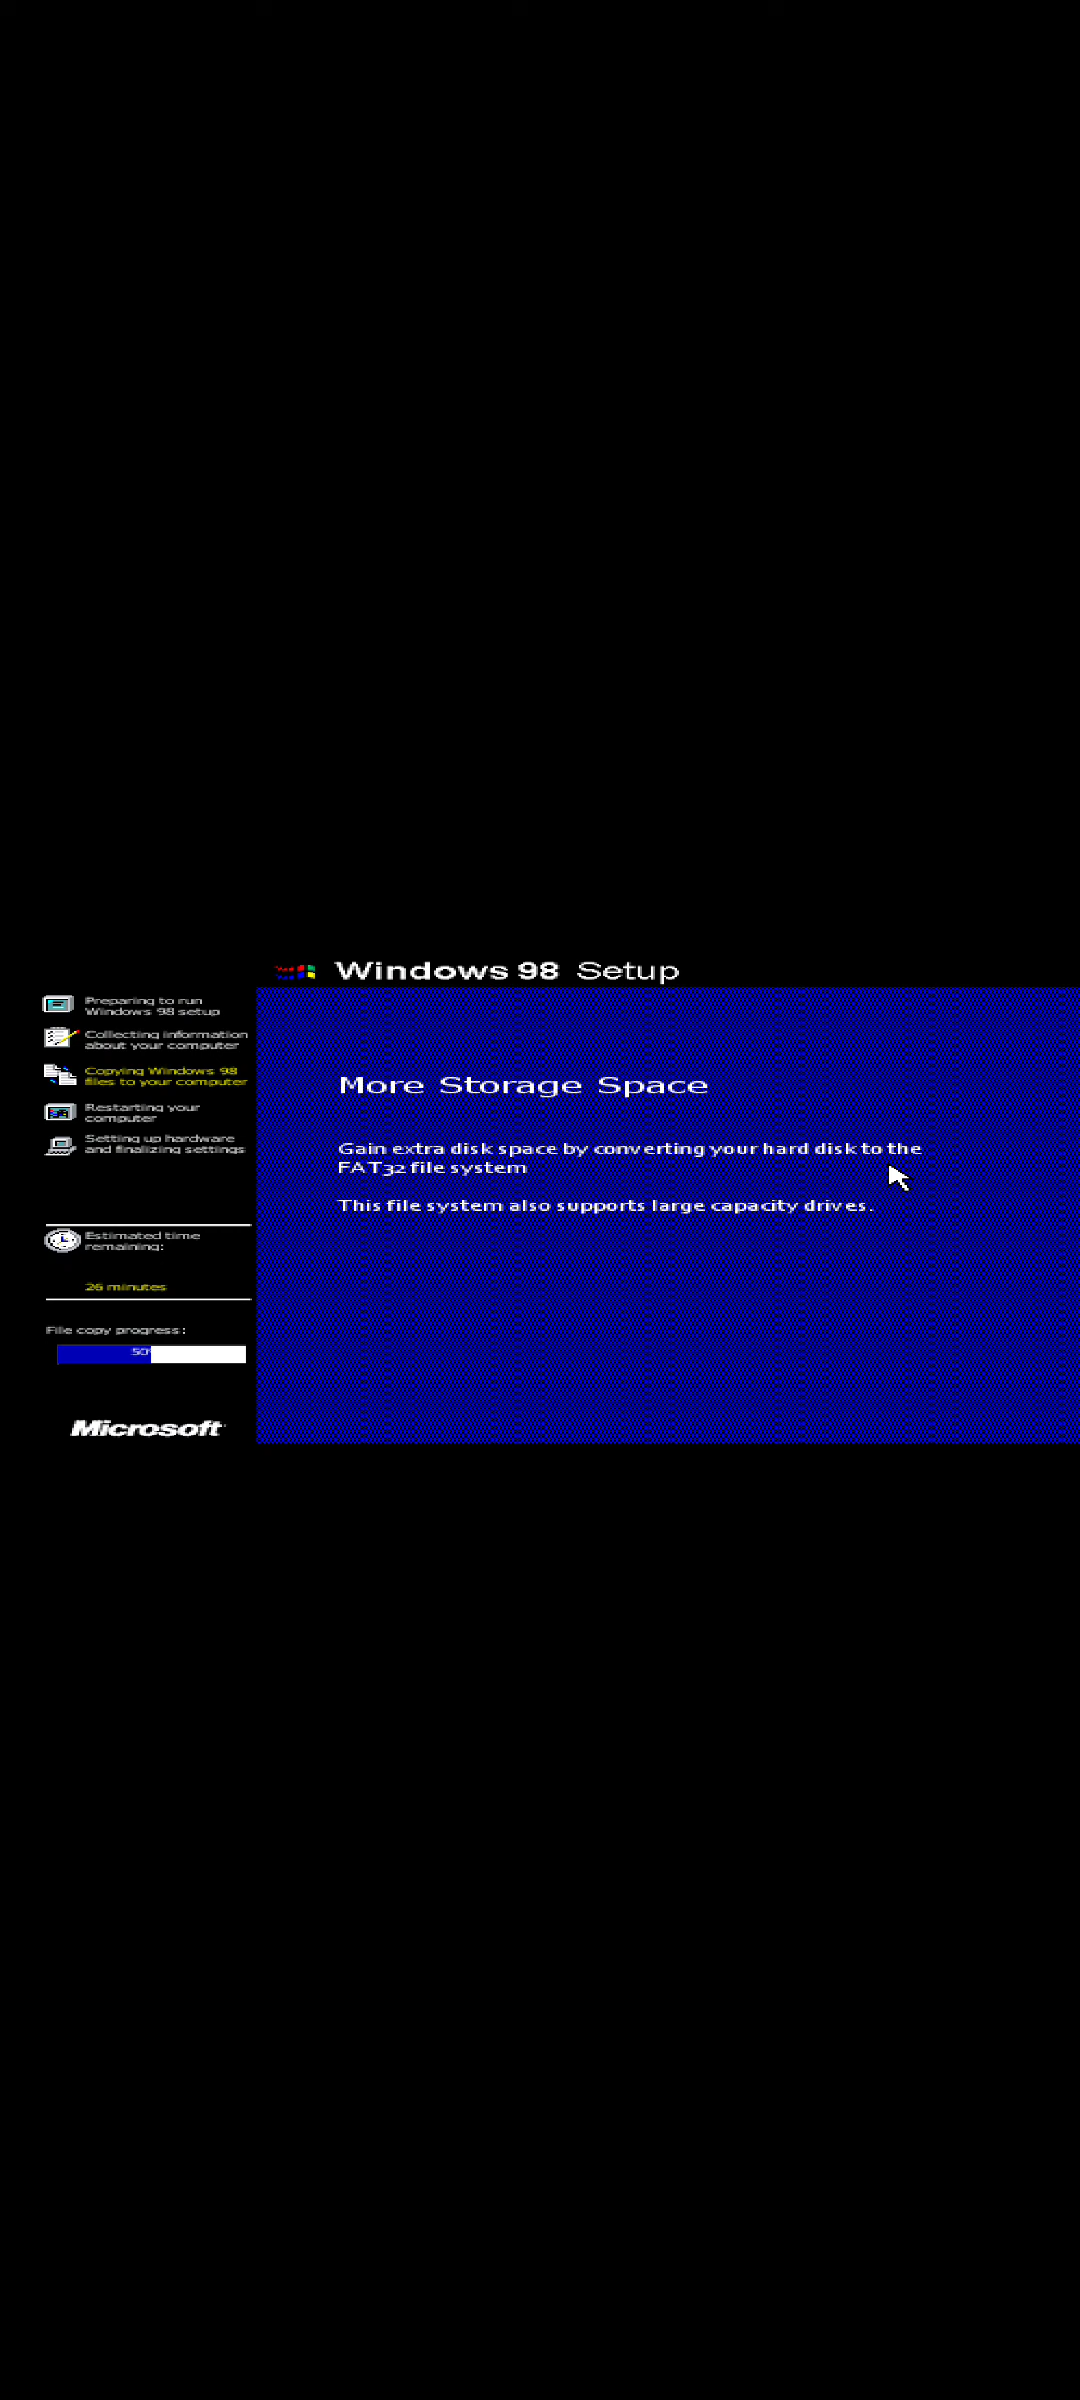 Windows 98 Setup
Preparing to run
Windows 98 setup
Collecting information
about your computer
Copying Windows 98
files to your computer
Restarting your
computer
Setting up hardware
and finalizing settings
Estimated time
remaining:
26 minutes
File copy progress:
50
Microsoft
More Storage Space
Gain extra disk space by converting your hard disk to the
FAT32 file system
This file system also supports large capacity drives.